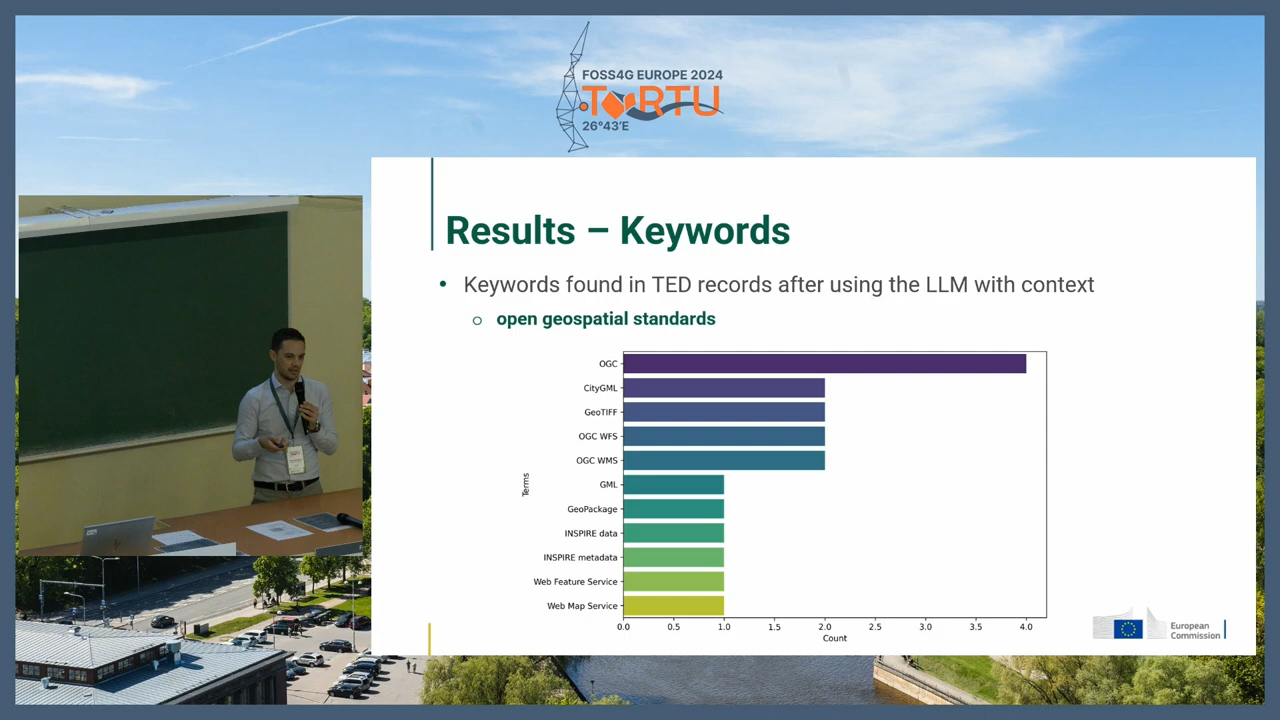 FOSS4G EUROPE 2024
TARTU
26°43'E
Results – Keywords
• Keywords found in TED records after using the LLM with context
o open geospatial standards
Terms
OGC
CityGML
GeoTIFF
OGC WFS
OGC WMS
GML
GeoPackage
INSPIRE data
INSPIRE metadata
Web Feature Service
Web Map Service
0.0 0.5 1.0 1.5 2.0 2.5 3.0 3.5 4.0
Count
European
Commission